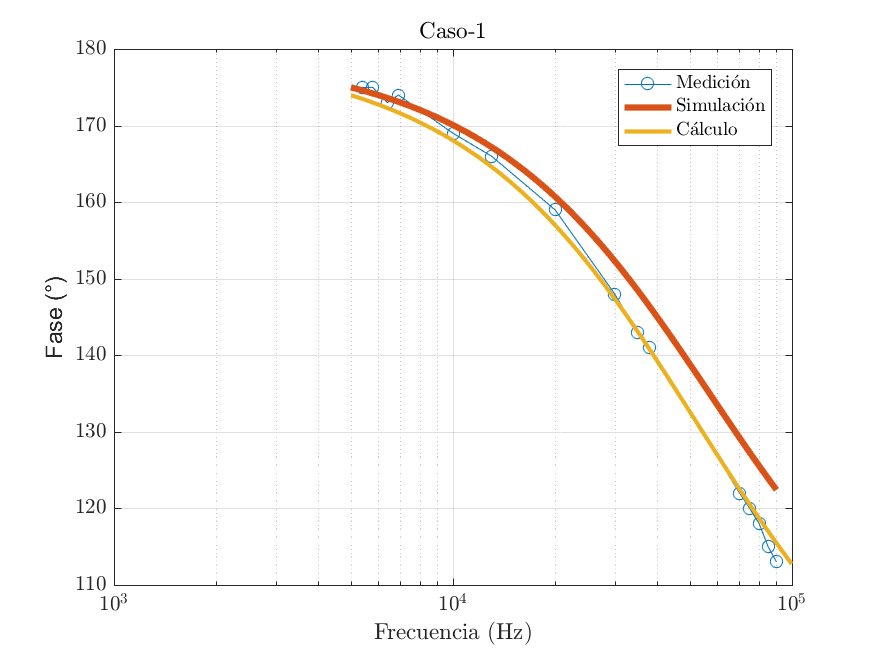 Caso-1
180
170
160
150
140
130
120
110
Fase (°)
10³
10⁴
10⁵
Frecuencia (Hz)
Medición
Simulación
Cálculo